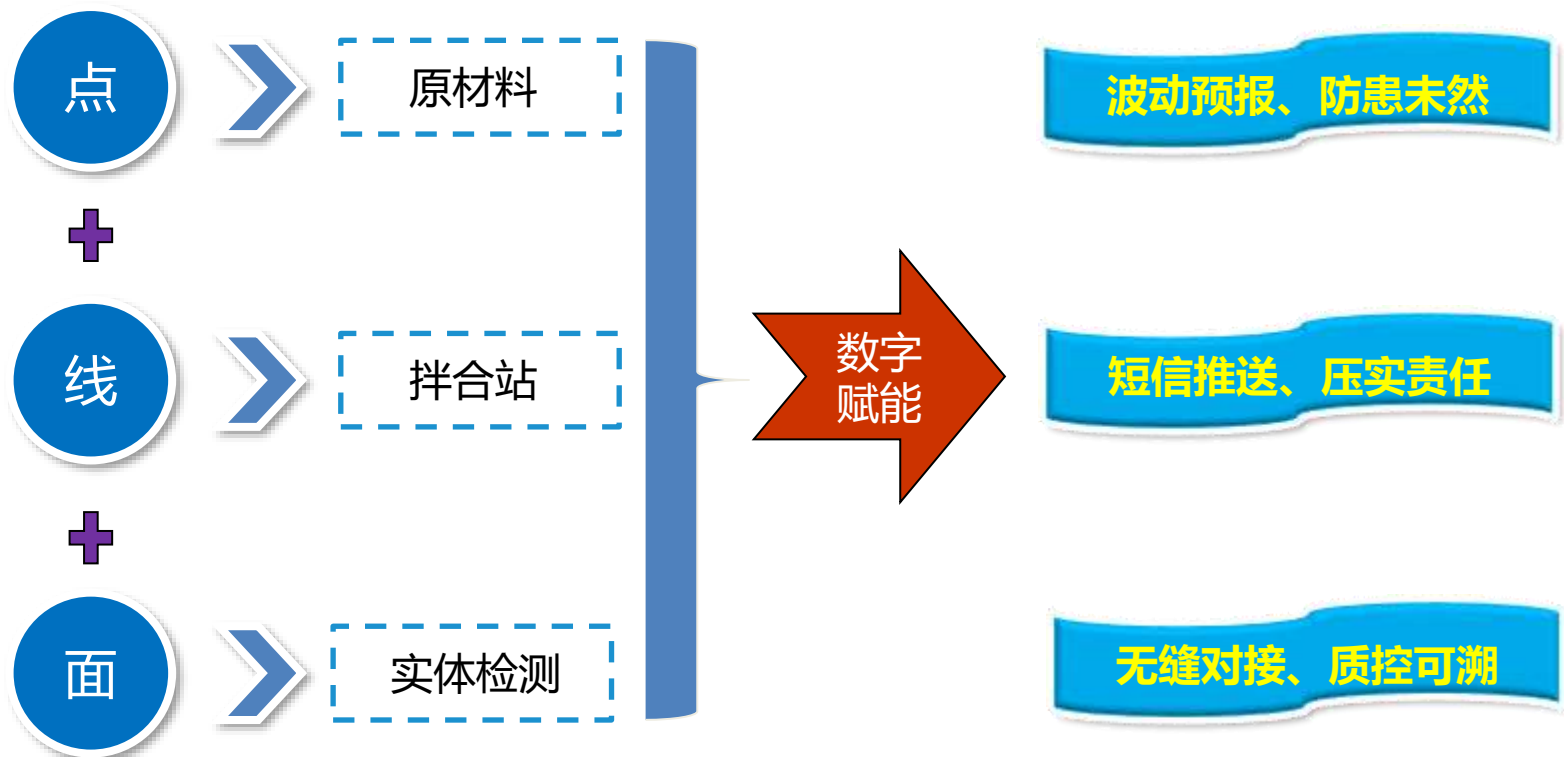 点
原材料
波动预报、防患未然
线
拌合站
数字
赋能
短信推送、压实责任
面
实体检测
无缝对接、质控可溯